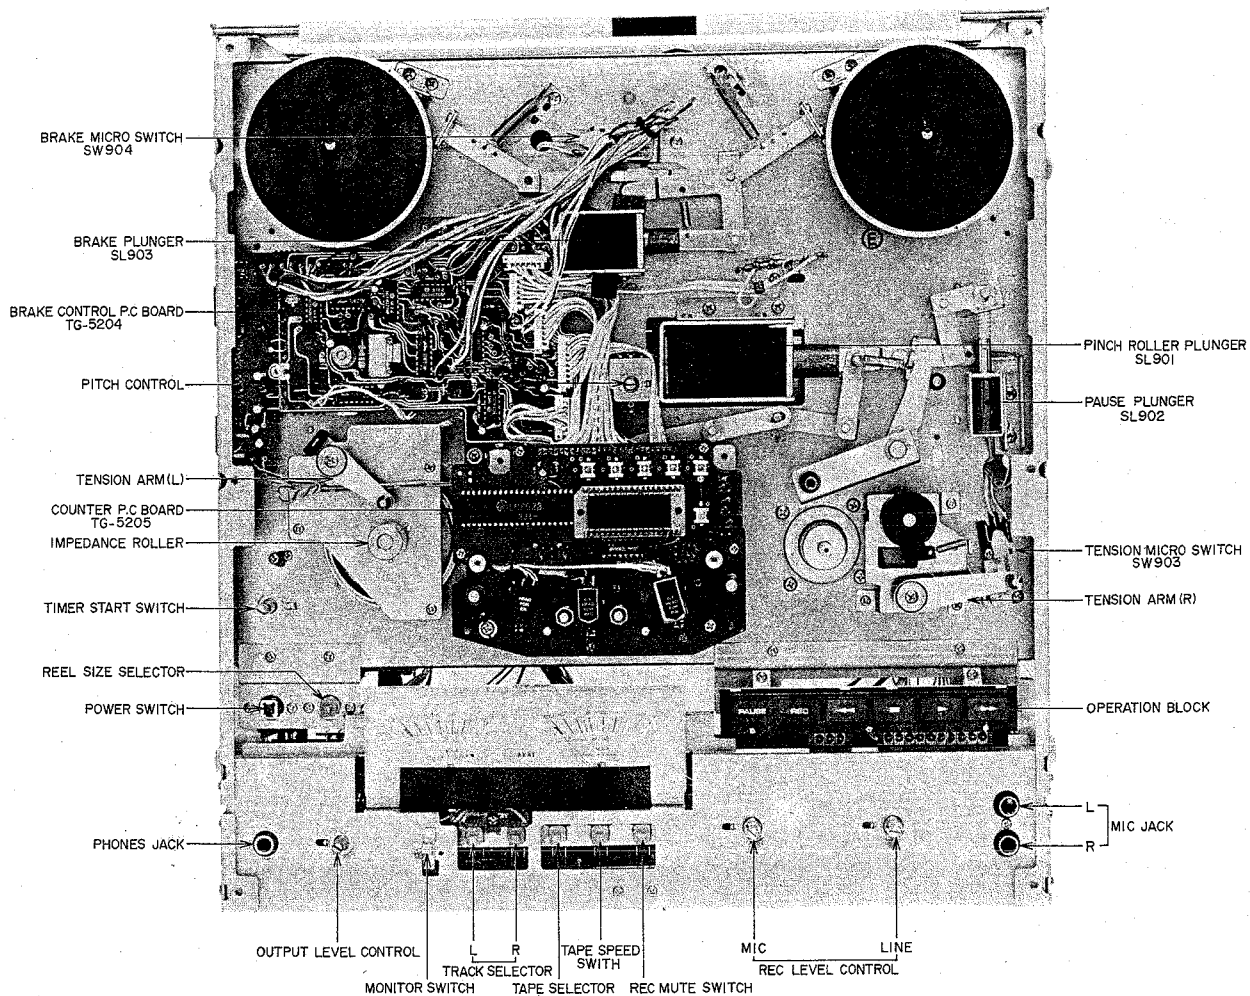 BRAKE MICRO SWITCH
SW904
BRAKE PLUNGER
SL903
BRAKE CONTROL P.C BOARD
TG-5204
PITCH CONTROL
TENSION ARM (L)
COUNTER P.C BOARD
TG-5205
IMPEDANCE ROLLER
TIMER START SWITCH
REEL SIZE SELECTOR
POWER SWITCH
PHONES JACK
E
PINCH ROLLER PLUNGER
SL901
PAUSE PLUNGER
SL902
TENSION MICRO SWITCH
SW903
TENSION ARM (R)
PAUSE
REC
OPERATION BLOCK
AKAI
L
R
MIC JACK
OUTPUT LEVEL CONTROL
MONITOR SWITCH
L R
TRACK SELECTOR
TAPE SELECTOR
TAPE SPEED
SWITH
REC MUTE SWITCH
MIC
LINE
REC LEVEL CONTROL